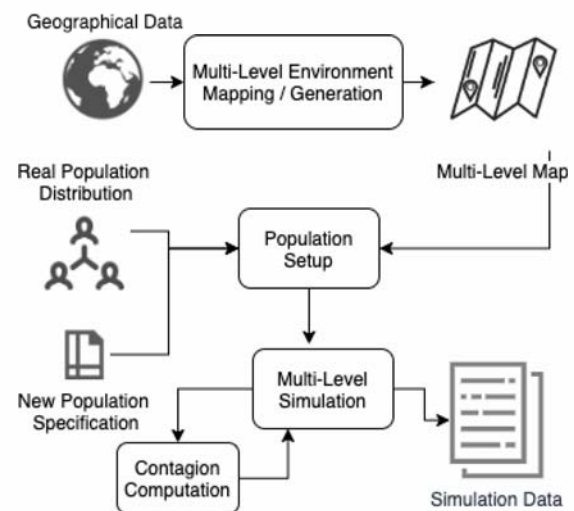 Geographical Data
Multi-Level Environment
Mapping / Generation
Real Population
Distribution
Multi-Level Map
Population
Setup
New Population
Specification
Multi-Level
Simulation
Contagion
Computation
Simulation Data